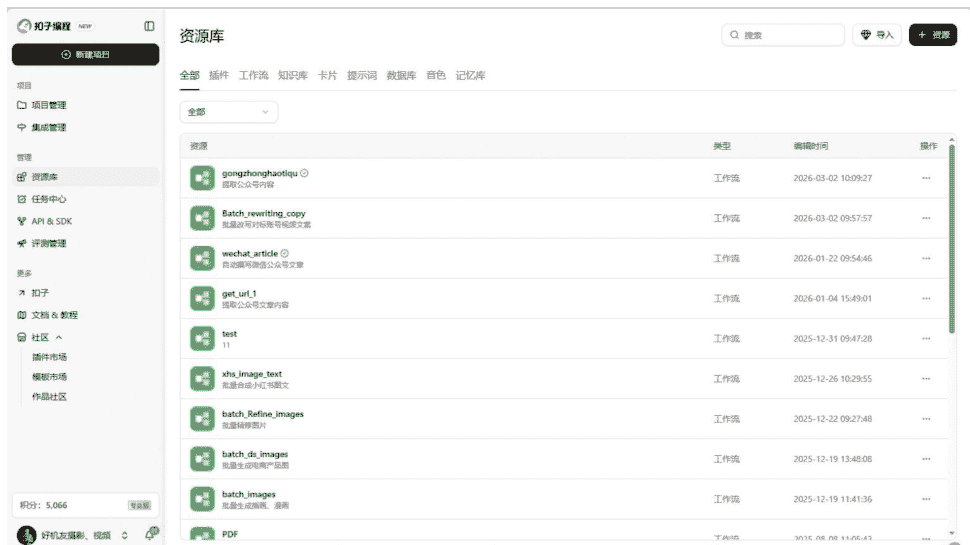 扣子编程 NEW
新建项目
项目
项目管理
集成管理
管理
资源库
任务中心
API & SDK
评测管理
更多
扣子
文档 & 教程
社区
插件市场
模板市场
作品社区
积分：5,066 专业版
好机友摄影、视频
资源库
搜索
导入
+ 资源
全部 插件 工作流 知识库 卡片 提示词 数据库 音色 记忆库
全部
资源 类型 编辑时间 操作
gongzhonghaotiqu
提取公众号内容
工作流 2026-03-02 10:09:27 ...
Batch_rewriting_copy
批量改写对标账号视频文案
工作流 2026-03-02 09:57:57 ...
wechat_article
自动撰写微信公众号文章
工作流 2026-01-22 09:54:46 ...
get_url_1
提取公众号文章内容
工作流 2026-01-04 15:49:01 ...
test
11
工作流 2025-12-31 09:47:28 ...
xhs_image_text
批量合成小红书图文
工作流 2025-12-26 10:29:55 ...
batch_Refine_images
批量精修图片
工作流 2025-12-22 09:27:48 ...
batch_ds_images
批量生成电商产品图
工作流 2025-12-19 13:48:08 ...
batch_images
批量生成插画、漫画
工作流 2025-12-19 11:41:36 ...
PDF
工作流 2025-08-08 11:05:42 ...